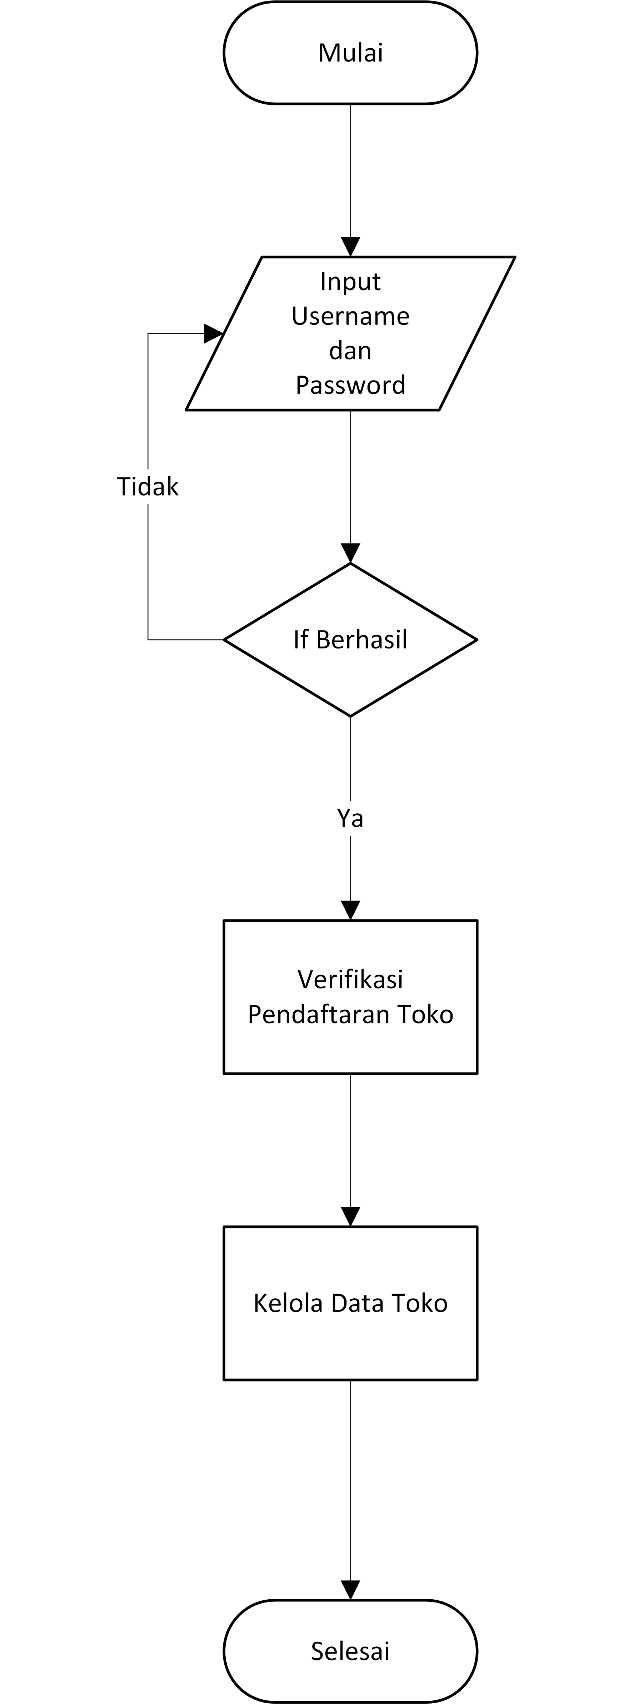 Mulai
Input
Username
dan
Password
Tidak
If Berhasil
Ya
Verifikasi
Pendaftaran Toko
Kelola Data Toko
Selesai